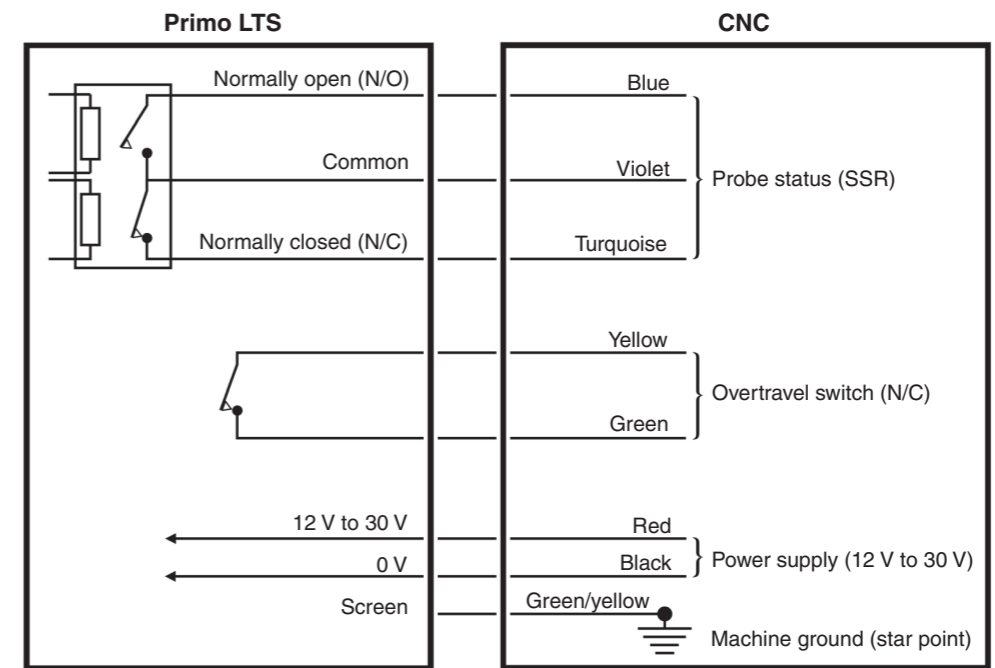 Primo LTS
CNC
Normally open (N/O)
Blue
Common
Violet
Probe status (SSR)
Normally closed (N/C)
Turquoise
Yellow
Overtravel switch (N/C)
Green
12 V to 30 V
Red
0 V
Black
Power supply (12 V to 30 V)
Screen
Green/yellow
Machine ground (star point)